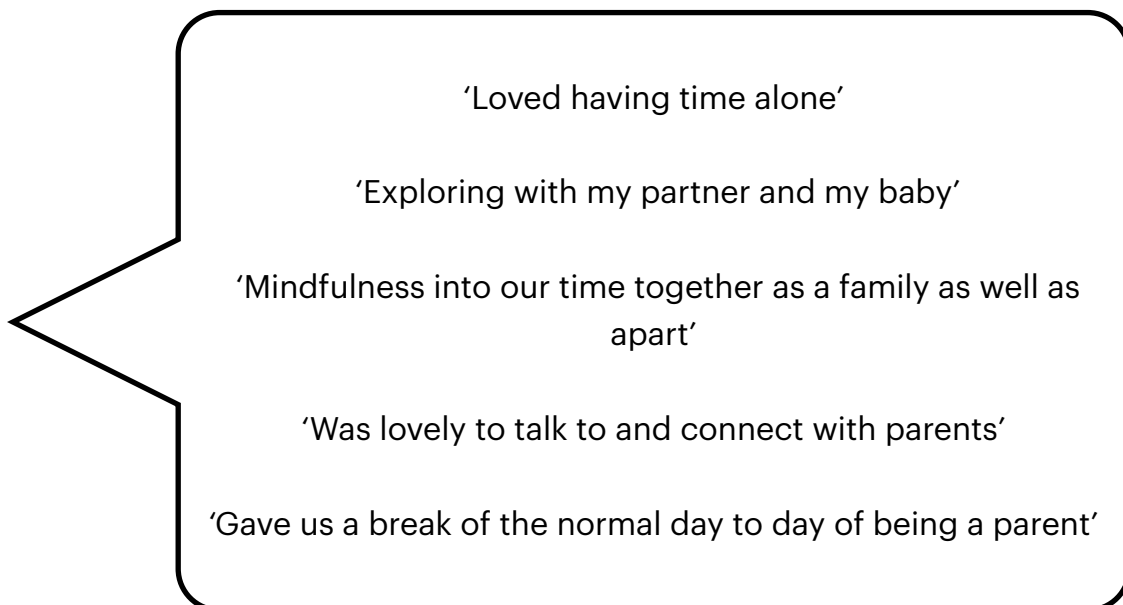 ‘Loved having time alone’
‘Exploring with my partner and my baby’
‘Mindfulness into our time together as a family as well as
apart’
‘Was lovely to talk to and connect with parents’
‘Gave us a break of the normal day to day of being a parent’